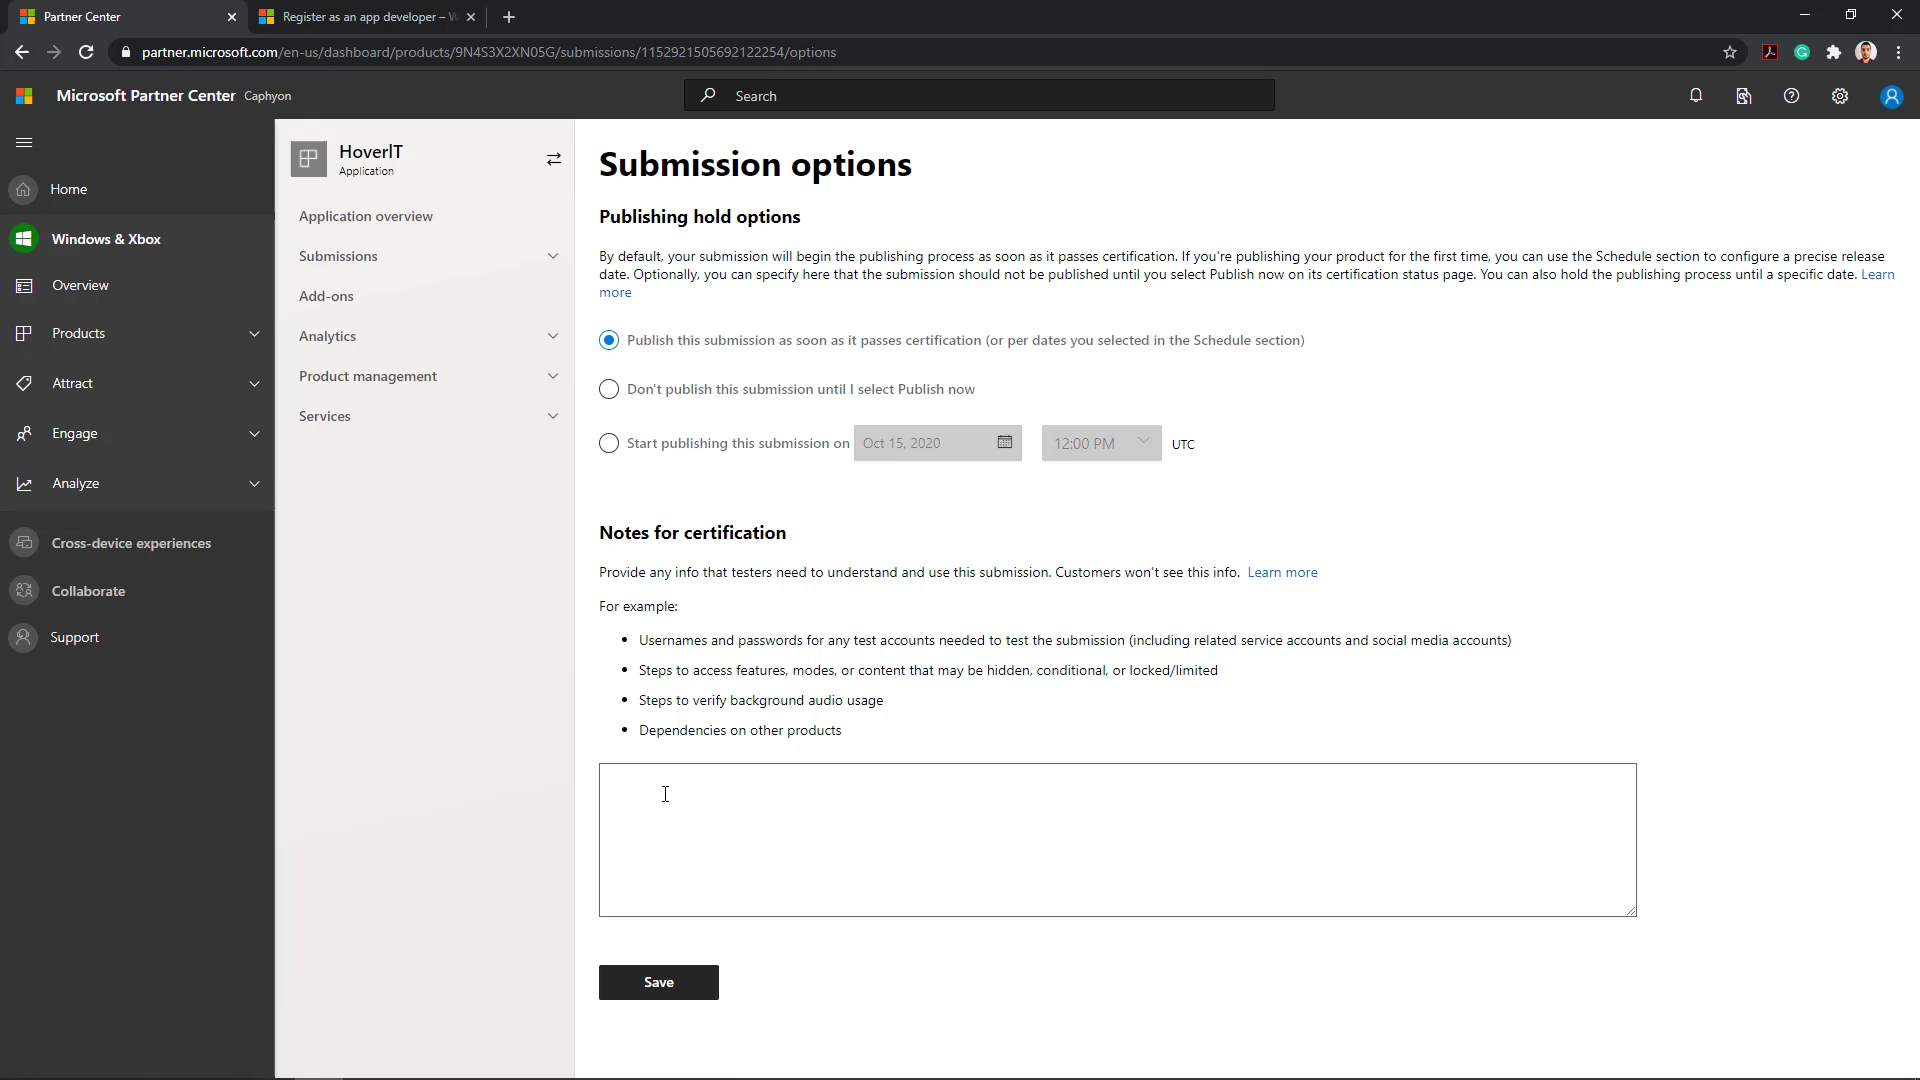 Partner Center
Register as an app developer – W
partner.microsoft.com/en-us/dashboard/products/9N4S3X2XN05G/submissions/1152921505692122254/options
Microsoft Partner Center Caphyon
Search
Home
Windows & Xbox
Overview
Products
Attract
Engage
Analyze
Cross-device experiences
Collaborate
Support
HoverIT
Application
Application overview
Submissions
Add-ons
Analytics
Product management
Services
Submission options
Publishing hold options
By default, your submission will begin the publishing process as soon as it passes certification. If you're publishing your product for the first time, you can use the Schedule section to configure a precise release
date. Optionally, you can specify here that the submission should not be published until you select Publish now on its certification status page. You can also hold the publishing process until a specific date. Learn
more
Publish this submission as soon as it passes certification (or per dates you selected in the Schedule section)
Don't publish this submission until I select Publish now
Start publishing this submission on Oct 15, 2020 12:00 PM UTC
Notes for certification
Provide any info that testers need to understand and use this submission. Customers won't see this info. Learn more
For example:
• Usernames and passwords for any test accounts needed to test the submission (including related service accounts and social media accounts)
• Steps to access features, modes, or content that may be hidden, conditional, or locked/limited
• Steps to verify background audio usage
• Dependencies on other products
Save